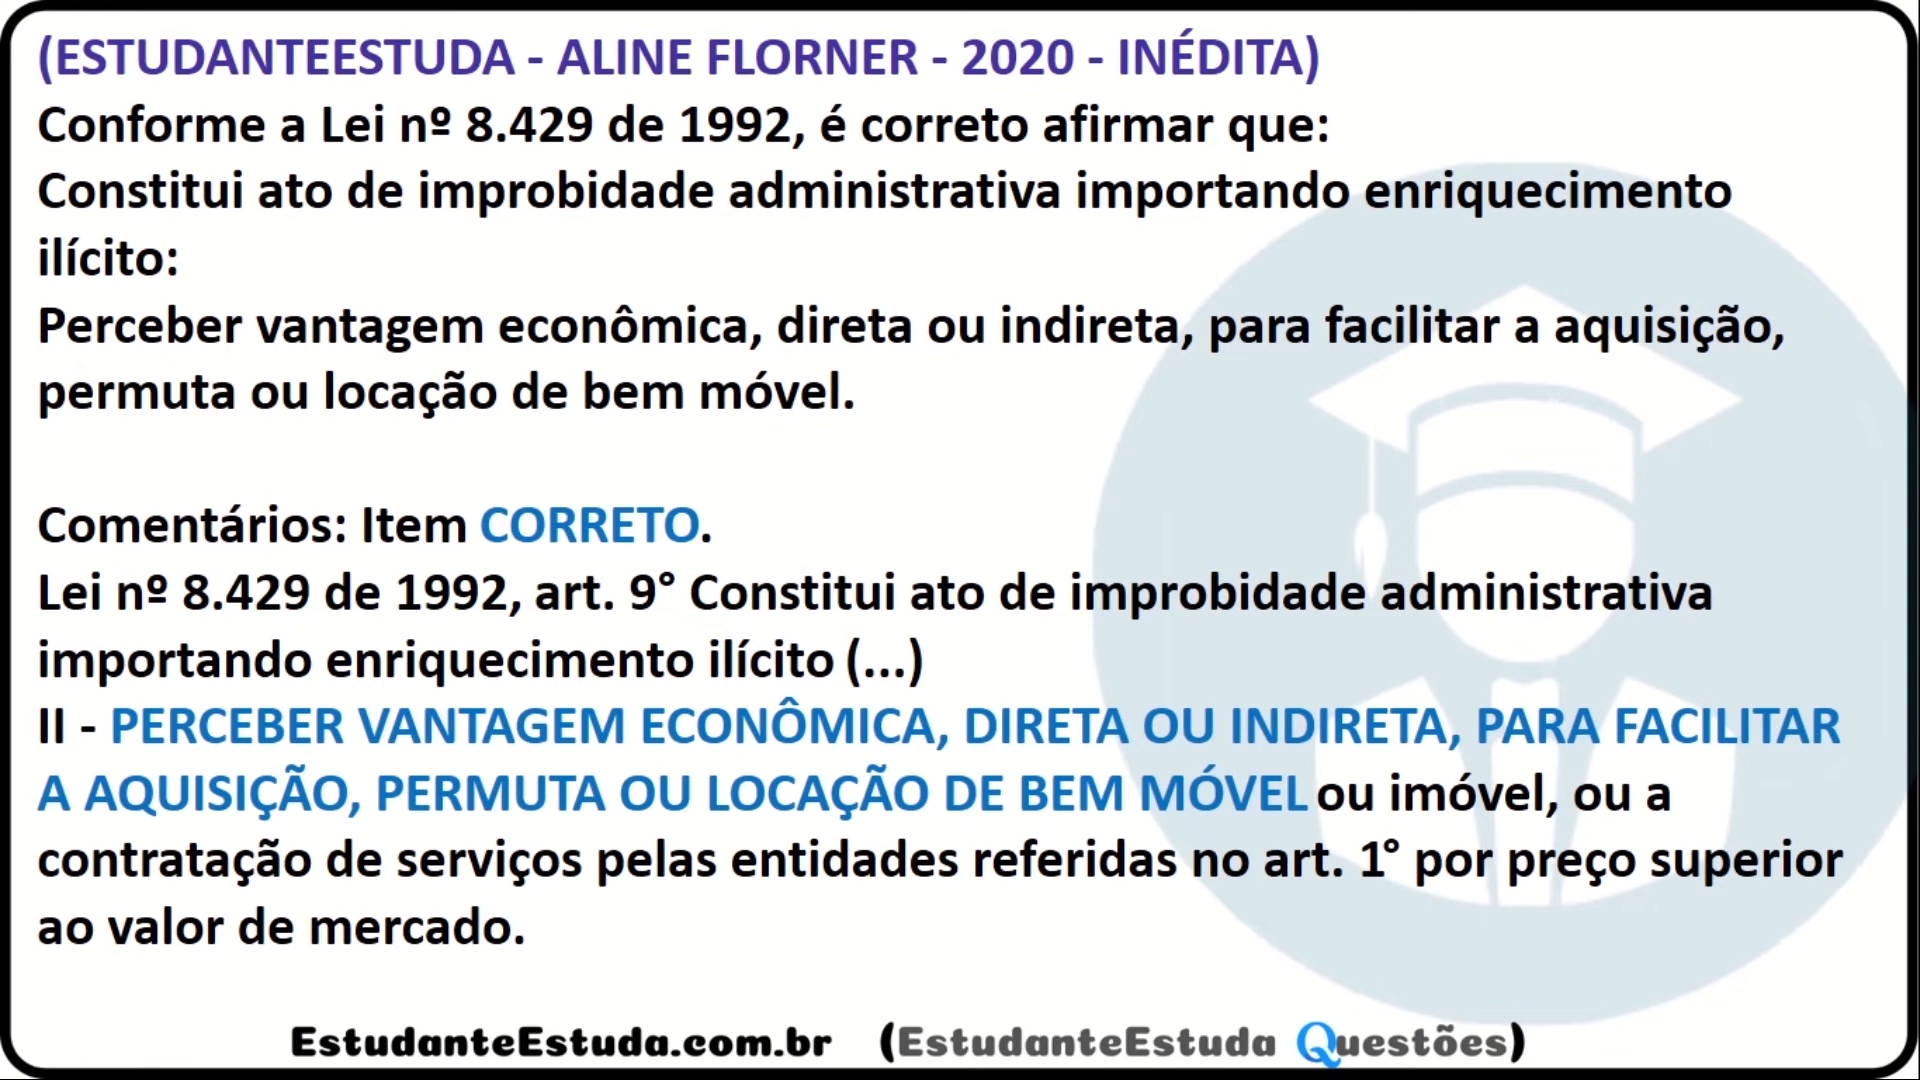 (ESTUDANTEESTUDA - ALINE FLORNER - 2020 - INÉDITA)
Conforme a Lei nº 8.429 de 1992, é correto afirmar que:
Constitui ato de improbidade administrativa importando enriquecimento
ilícito:
Perceber vantagem econômica, direta ou indireta, para facilitar a aquisição,
permuta ou locação de bem móvel.
Comentários: Item CORRETO.
Lei nº 8.429 de 1992, art. 9° Constitui ato de improbidade administrativa
importando enriquecimento ilícito (...)
II - PERCEBER VANTAGEM ECONÔMICA, DIRETA OU INDIRETA, PARA FACILITAR
A AQUISIÇÃO, PERMUTA OU LOCAÇÃO DE BEM MÓVEL ou imóvel, ou a
contratação de serviços pelas entidades referidas no art. 1° por preço superior
ao valor de mercado.
EstudanteEstuda.com.br (EstudanteEstuda Questões)